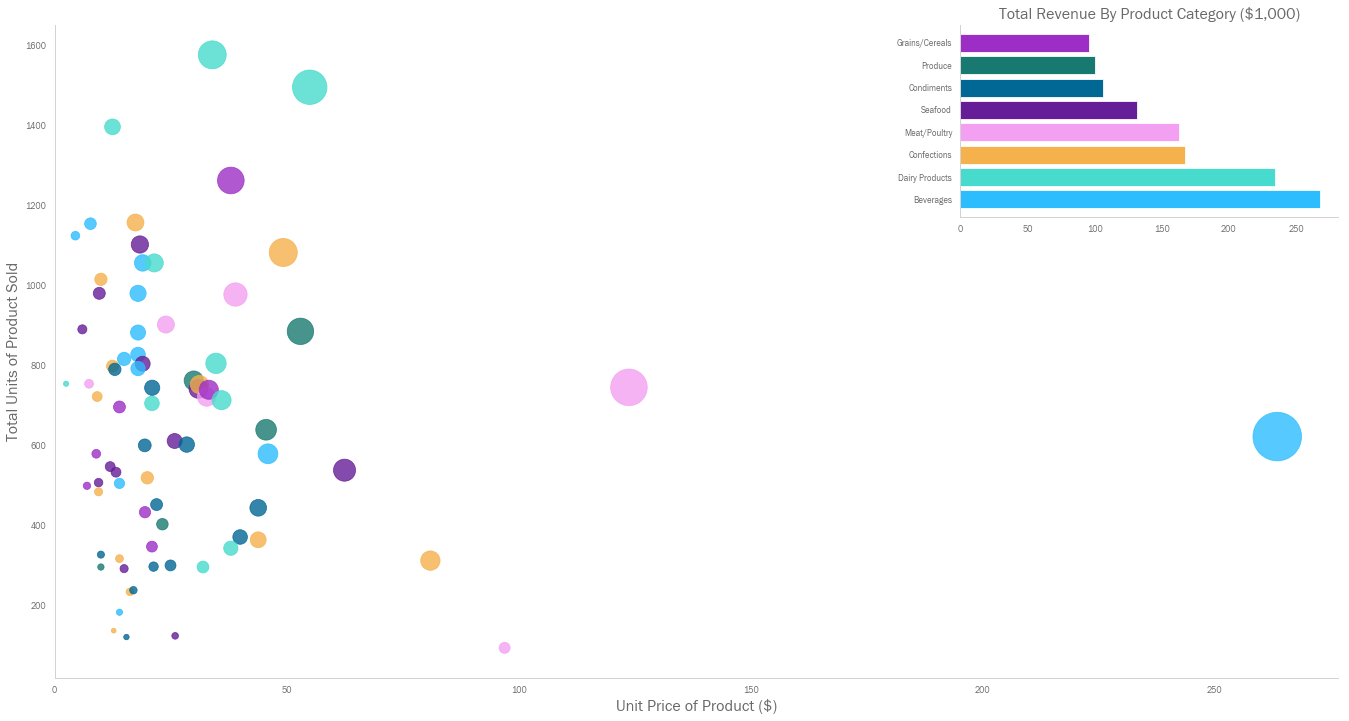 Total Revenue By Product Category ($1,000)
Grains/Cereals
Produce
Condiments
Seafood
Meat/Poultry
Confections
Dairy Products
Beverages
0 50 100 150 200 250
Total Units of Product Sold
1600
1400
1200
1000
800
600
400
200
0 50 100 150 200 250
Unit Price of Product ($)